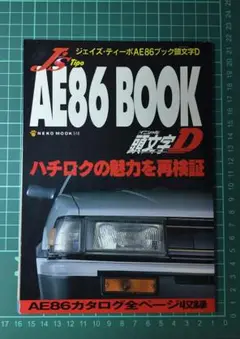 ジェイズ・ティーポAE86ブック頭文字D
J's Tipo
AE86 BOOK
NEKO MOOK 318
頭文字D
ハチロクの魅力を再検証
AE86カタログ全ページ収録
17 16 15 14 13 12 11 10 9 8 7 6 5 4 3 2 1 0